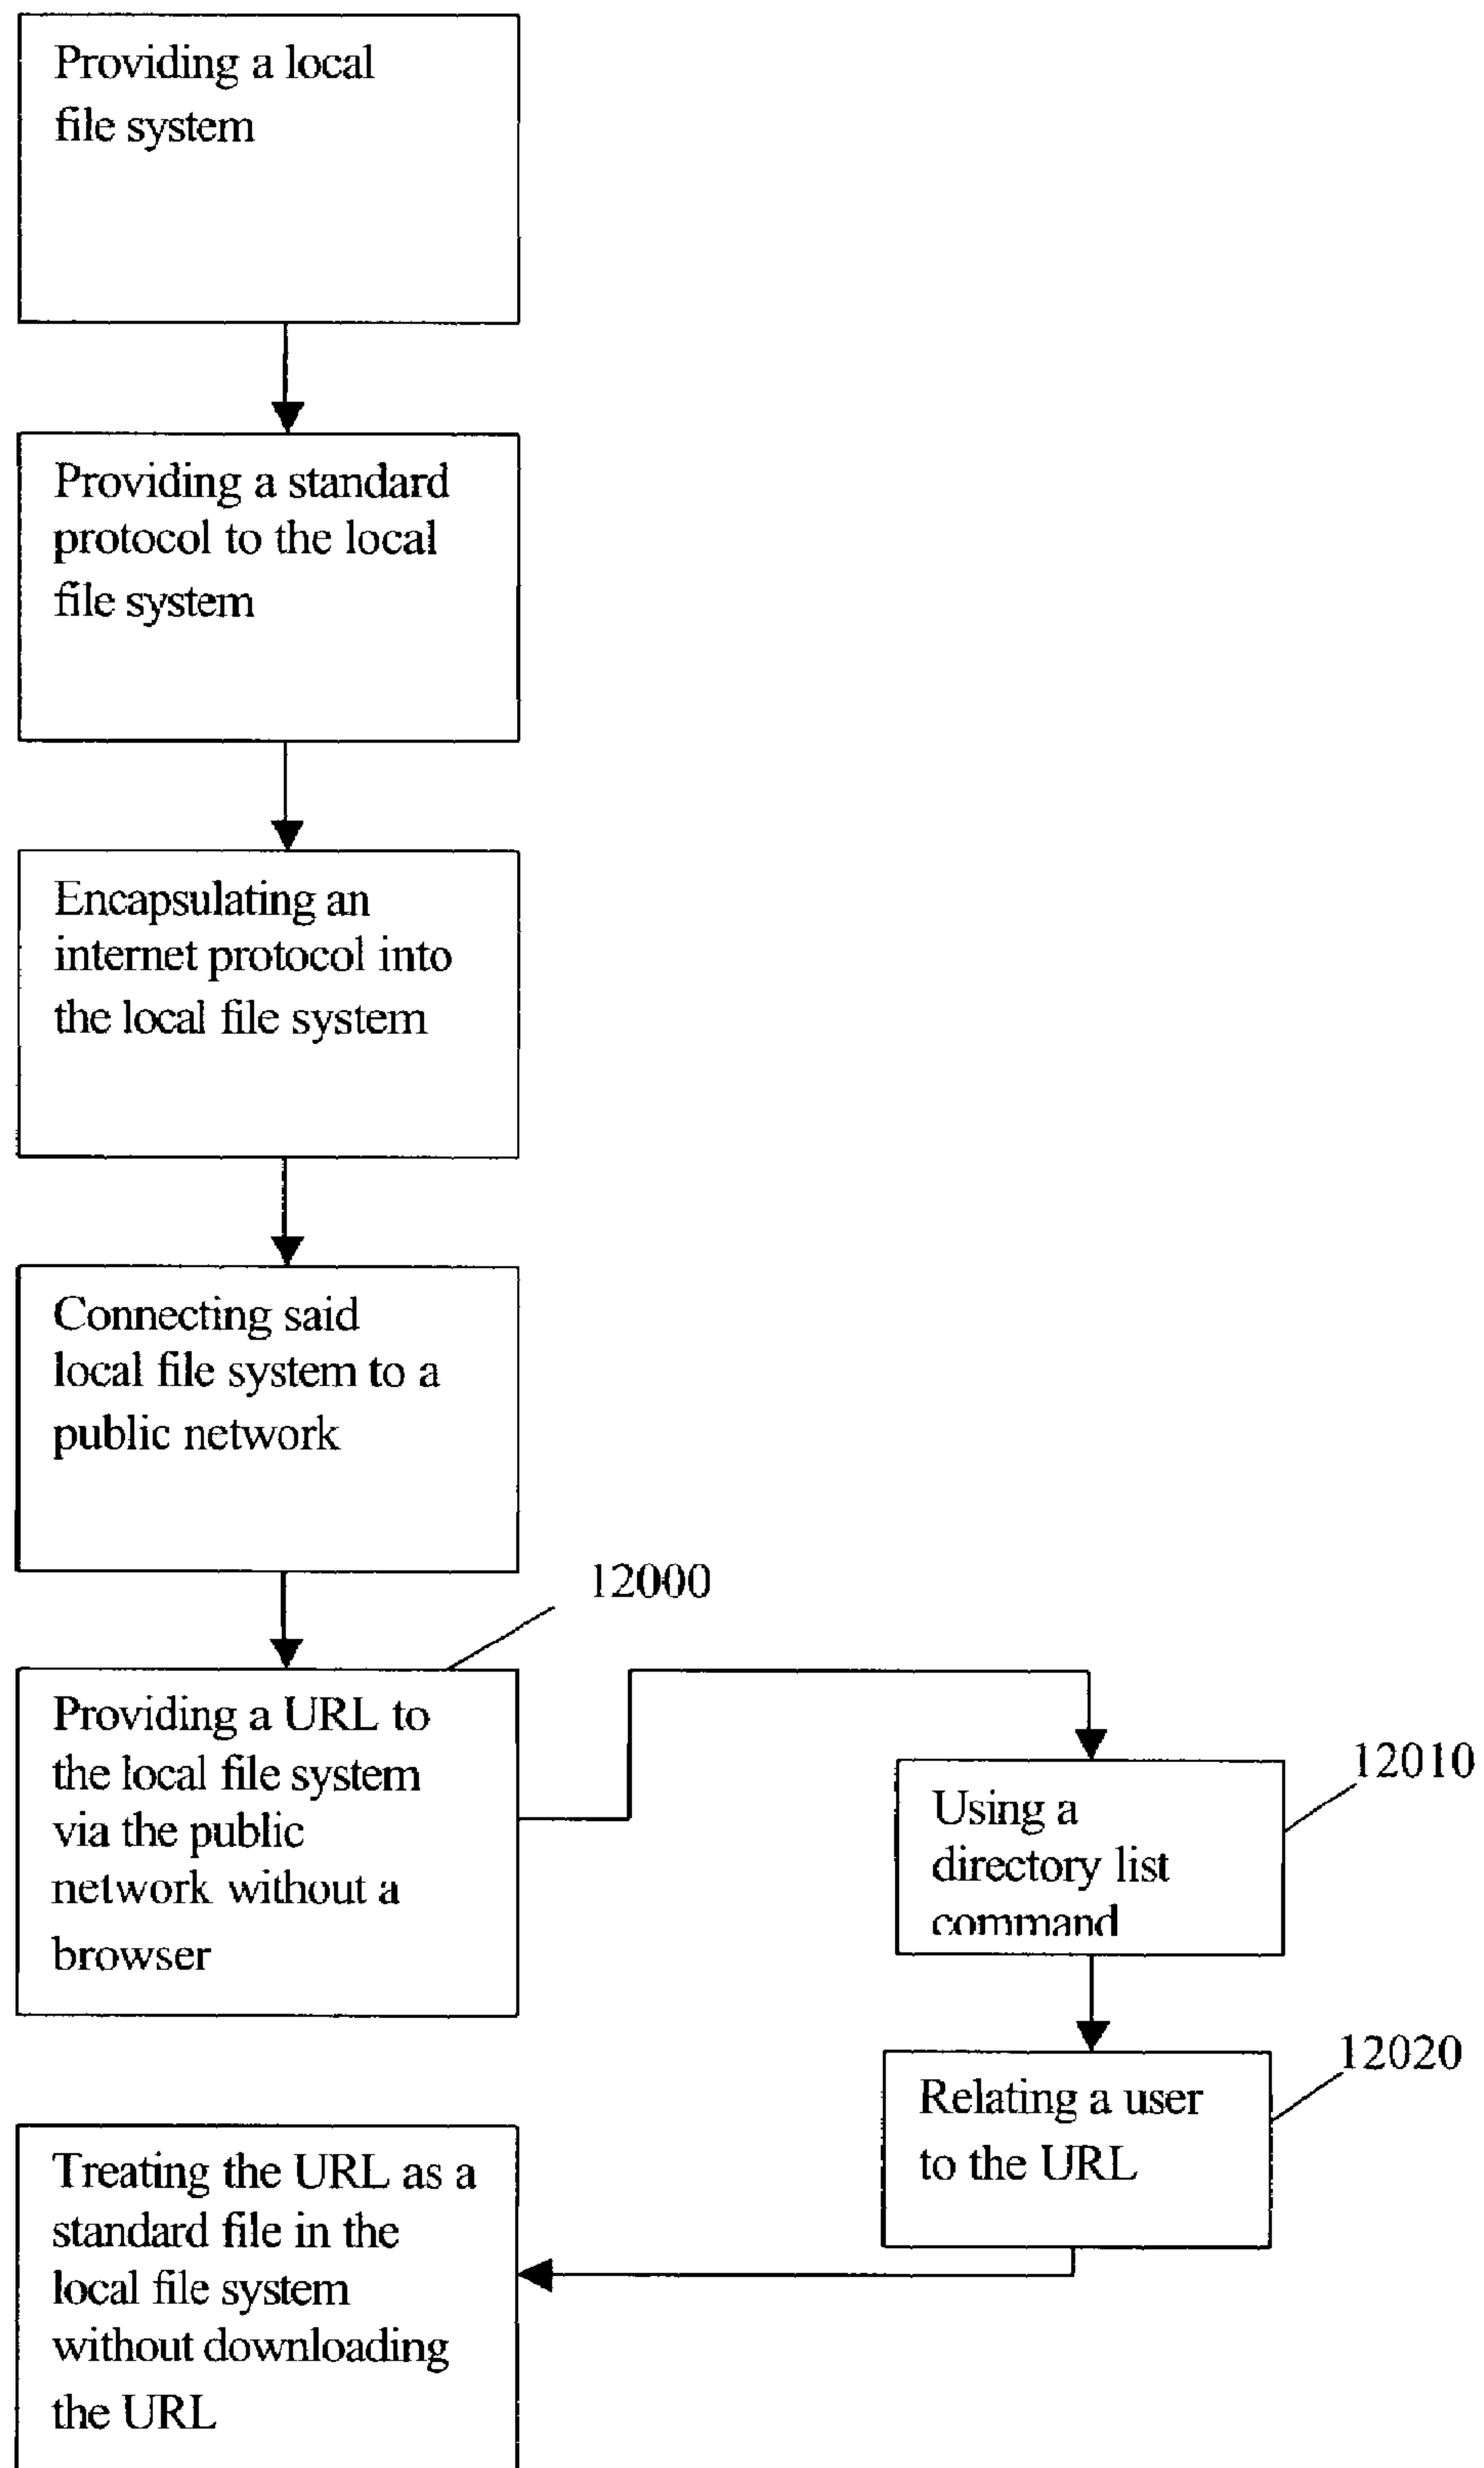 Providing a local
file system
Providing a standard
protocol to the local
file system
Encapsulating an
internet protocol into
the local file system
Connecting said
local file system to a
public network
12000
Providing a URL to
the local file system
via the public
network without a
browser
12010
Using a
directory list
command
12020
Relating a user
to the URL
Treating the URL as a
standard file in the
local file system
without downloading
the URL